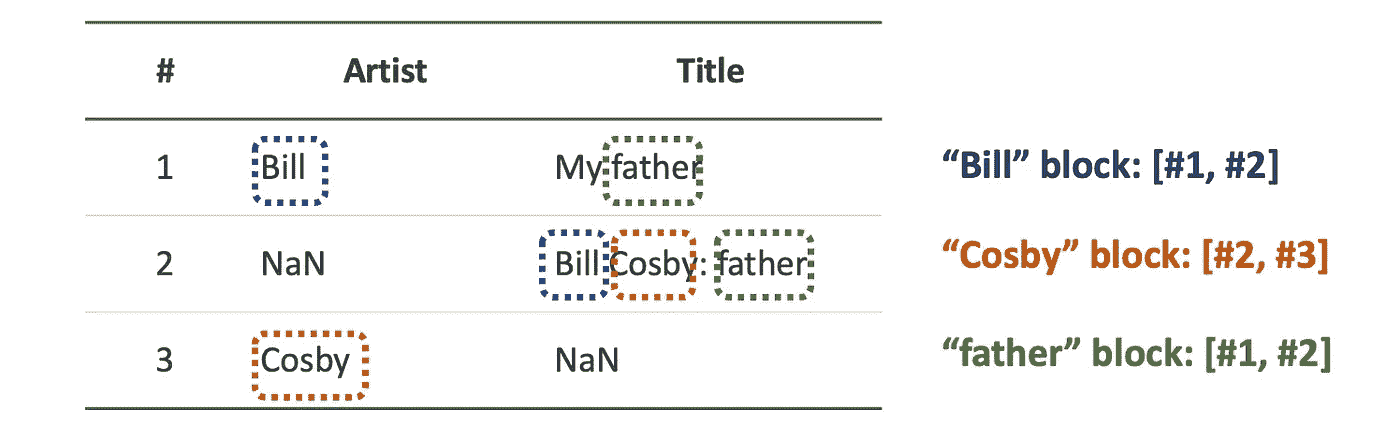 # Artist Title
1 Bill My father “Bill” block: [#1, #2]
2 NaN Bill Cosby: father “Cosby” block: [#2, #3]
3 Cosby NaN “father” block: [#1, #2]